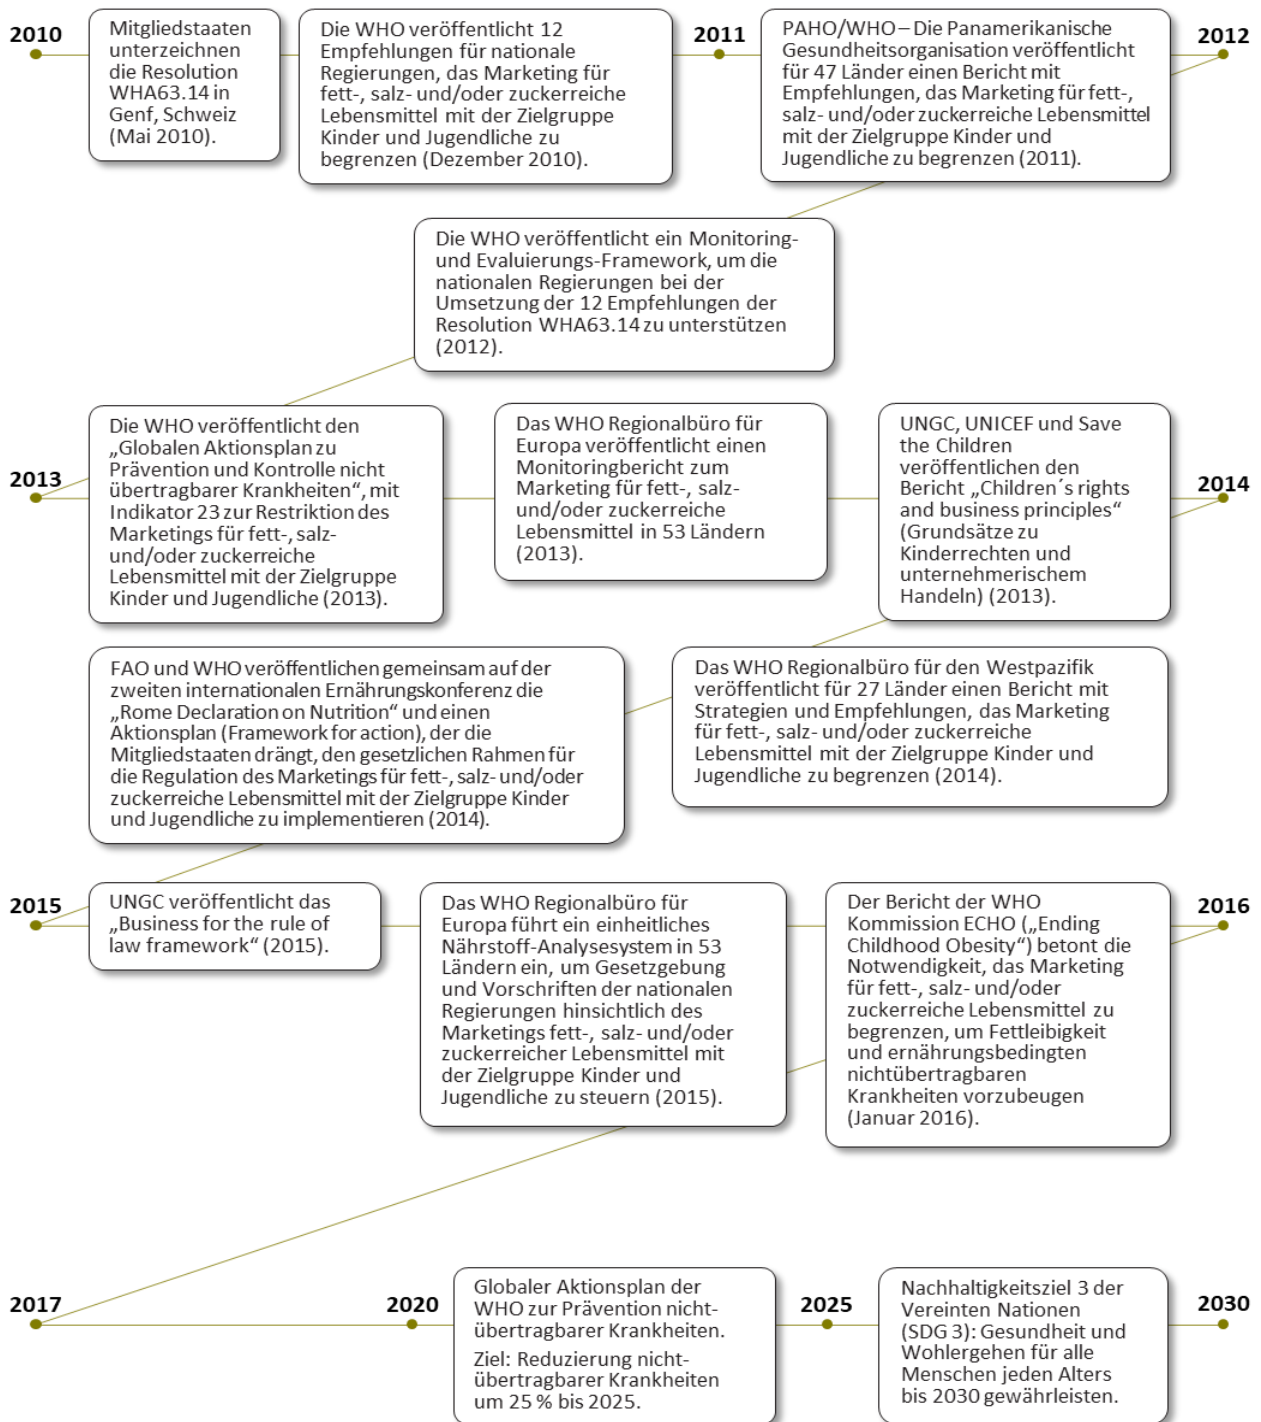 2010
Mitgliedstaaten
unterzeichnen
die Resolution
WHA63.14 in
Genf, Schweiz
(Mai 2010).
Die WHO veröffentlicht 12
Empfehlungen für nationale
Regierungen, das Marketing für
fett-, salz- und/oder zuckerreiche
Lebensmittel mit der Zielgruppe
Kinder und Jugendliche zu
begrenzen (Dezember 2010).
2011
PAHO/WHO – Die Panamerikanische
Gesundheitsorganisation veröffentlicht
für 47 Länder einen Bericht mit
Empfehlungen, das Marketing für fett-,
salz- und/oder zuckerreiche Lebensmittel
mit der Zielgruppe Kinder und
Jugendliche zu begrenzen (2011).
2012
Die WHO veröffentlicht ein Monitoring-
und Evaluierungs-Framework, um die
nationalen Regierungen bei der
Umsetzung der 12 Empfehlungen der
Resolution WHA63.14 zu unterstützen
(2012).
2013
Die WHO veröffentlicht den
„Globalen Aktionsplan zu
Prävention und Kontrolle nicht
übertragbarer Krankheiten“, mit
Indikator 23 zur Restriktion des
Marketings für fett-, salz-
und/oder zuckerreiche
Lebensmittel mit der Zielgruppe
Kinder und Jugendliche (2013).
Das WHO Regionalbüro für
Europa veröffentlicht einen
Monitoringbericht zum
Marketing für fett-, salz-
und/oder zuckerreiche
Lebensmittel in 53 Ländern
(2013).
UNGC, UNICEF und Save
the Children
veröffentlichen den
Bericht „Children´s rights
and business principles“
(Grundsätze zu
Kinderrechten und
unternehmerischem
Handeln) (2013).
2014
FAO und WHO veröffentlichen gemeinsam auf der
zweiten internationalen Ernährungskonferenz die
„Rome Declaration on Nutrition“ und einen
Aktionsplan (Framework for action), der die
Mitgliedstaaten drängt, den gesetzlichen Rahmen für
die Regulation des Marketings für fett-, salz- und/oder
zuckerreiche Lebensmittel mit der Zielgruppe Kinder
und Jugendliche zu implementieren (2014).
Das WHO Regionalbüro für den Westpazifik
veröffentlicht für 27 Länder einen Bericht mit
Strategien und Empfehlungen, das Marketing
für fett-, salz- und/oder zuckerreiche
Lebensmittel mit der Zielgruppe Kinder und
Jugendliche zu begrenzen (2014).
2015
UNGC veröffentlicht das
„Business for the rule of
law framework“ (2015).
Das WHO Regionalbüro für
Europa führt ein einheitliches
Nährstoff-Analysesystem in 53
Ländern ein, um Gesetzgebung
und Vorschriften der nationalen
Regierungen hinsichtlich des
Marketings fett-, salz- und/oder
zuckerreicher Lebensmittel mit
der Zielgruppe Kinder und
Jugendliche zu steuern (2015).
Der Bericht der WHO
Kommission ECHO („Ending
Childhood Obesity“) betont die
Notwendigkeit, das Marketing
für fett-, salz- und/oder
zuckerreiche Lebensmittel zu
begrenzen, um Fettleibigkeit
und ernährungsbedingten
nichtübertragbaren
Krankheiten vorzubeugen
(Januar 2016).
2016
2017
2020
Globaler Aktionsplan der
WHO zur Prävention nicht-
übertragbarer Krankheiten.
Ziel: Reduzierung nicht-
übertragbarer Krankheiten
um 25 % bis 2025.
2025
Nachhaltigkeitsziel 3 der
Vereinten Nationen
(SDG 3): Gesundheit und
Wohlergehen für alle
Menschen jeden Alters
bis 2030 gewährleisten.
2030